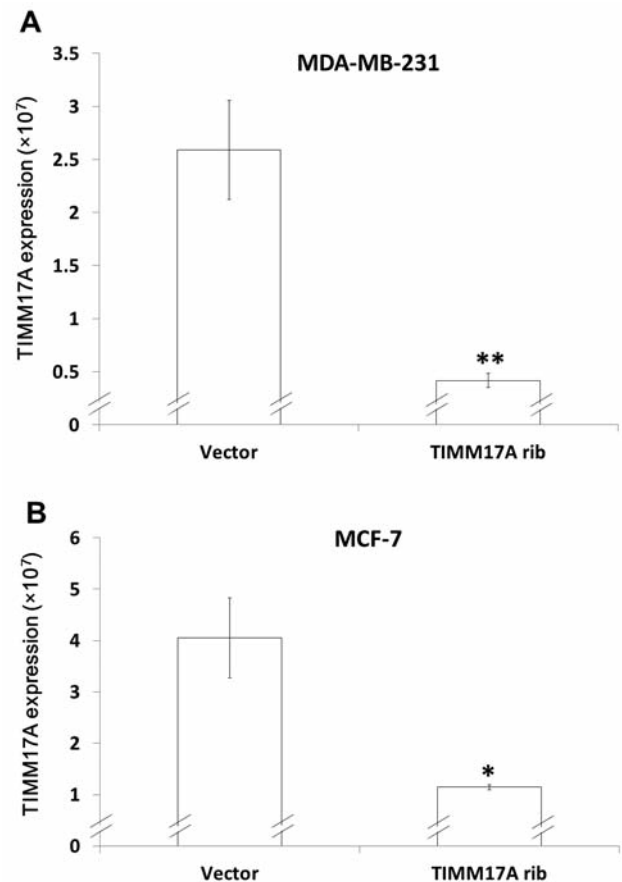 A
MDA-MB-231
TIMM17A expression (×10⁷)
3.5
3
2.5
2
1.5
1
0.5
0
**
Vector
TIMM17A rib
B
MCF-7
TIMM17A expression (×10⁷)
6
5
4
3
2
1
0
*
Vector
TIMM17A rib